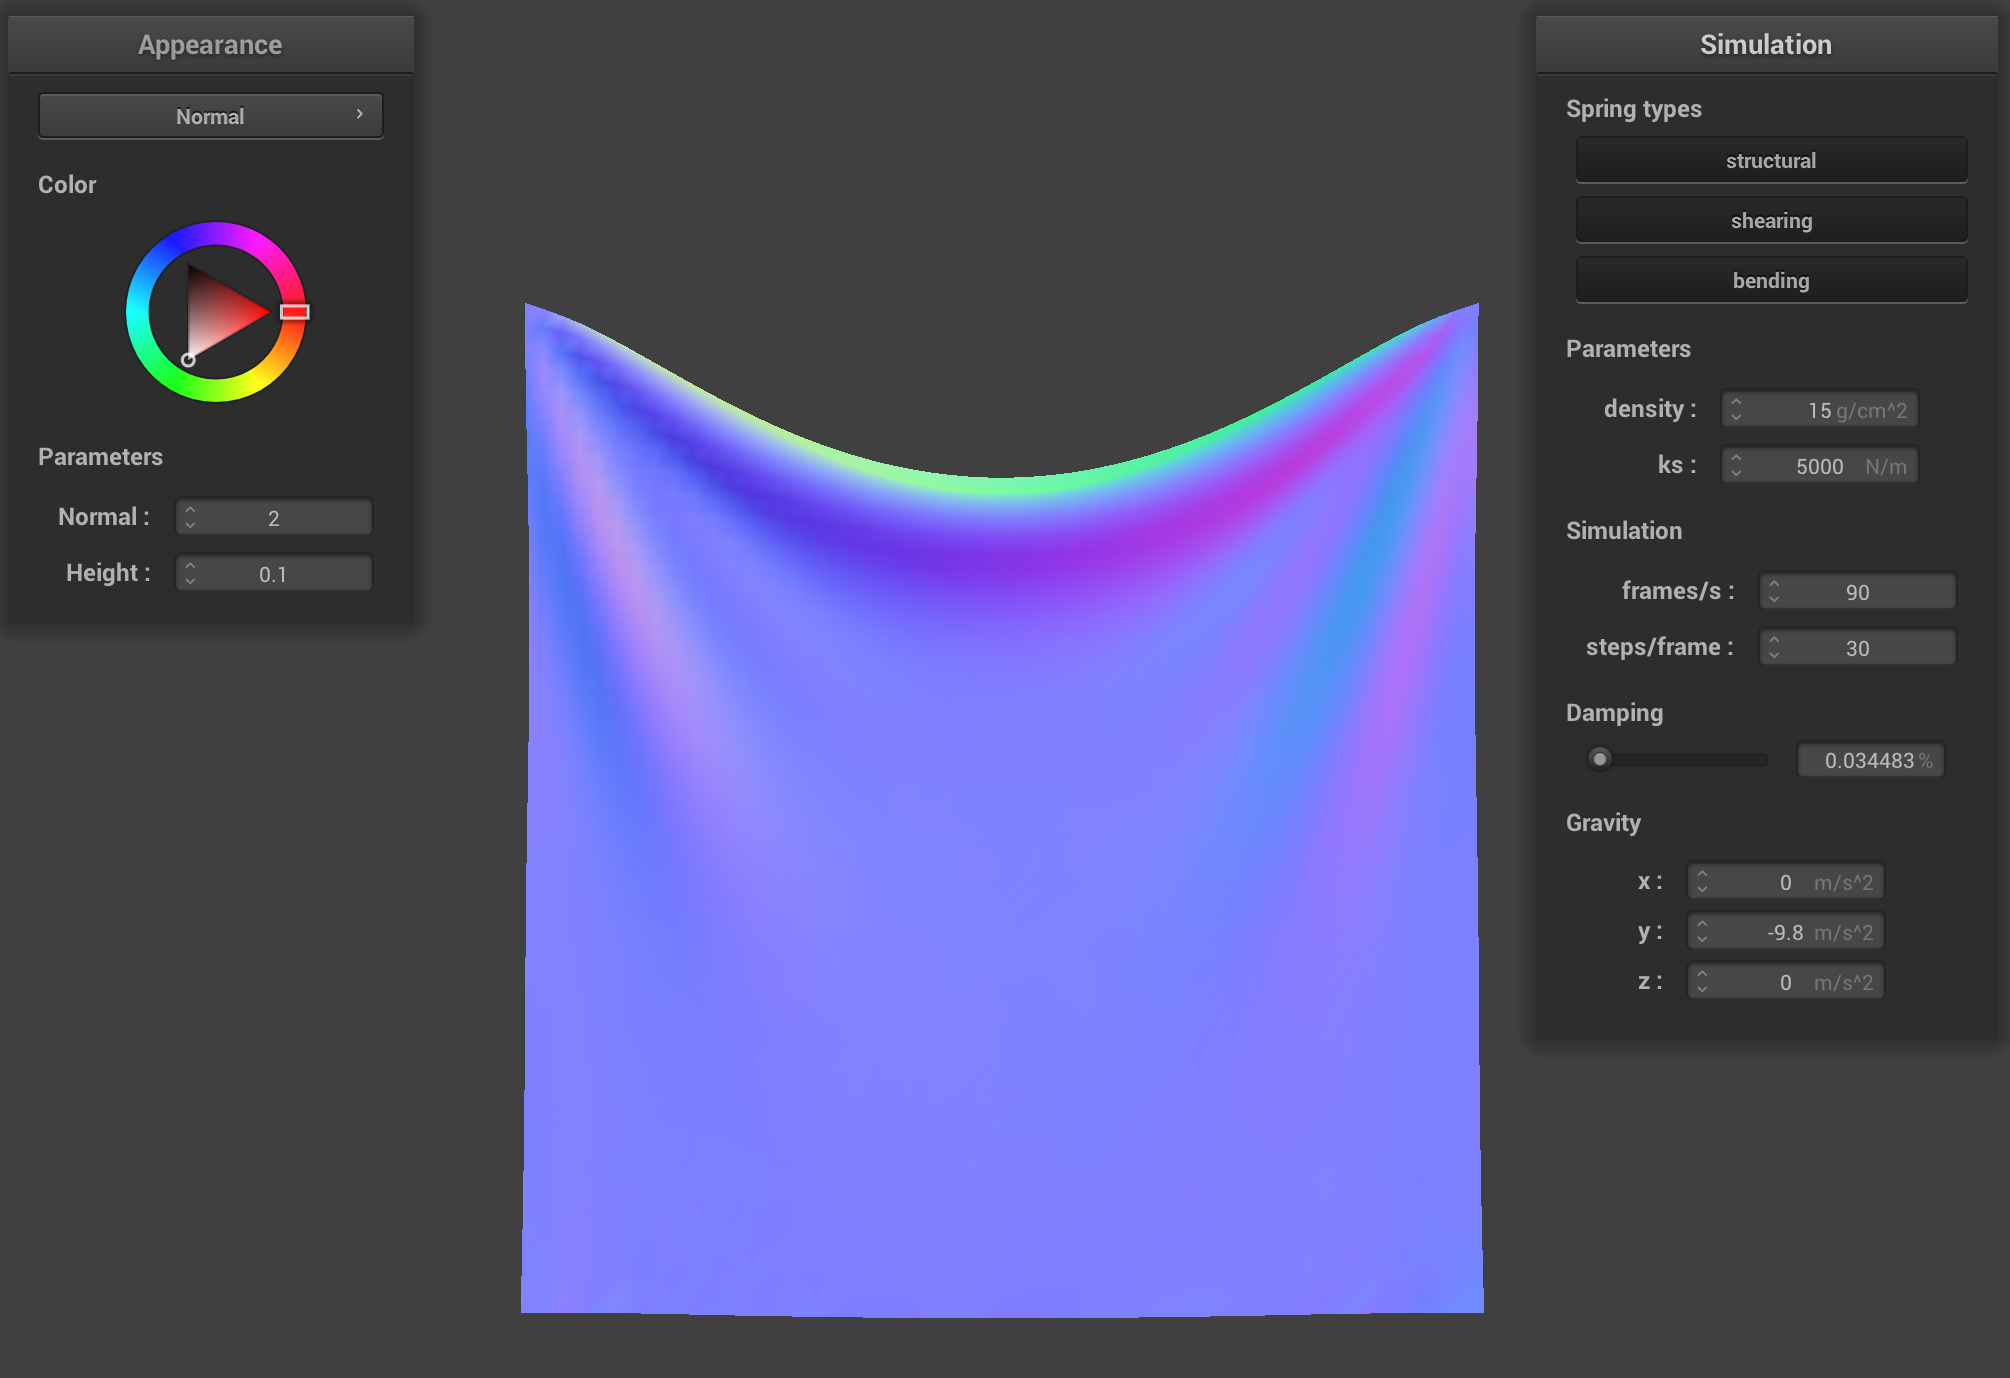 Appearance
Normal
Color
Parameters
Normal : 2
Height : 0.1
Simulation
Spring types
structural
shearing
bending
Parameters
density : 15 g/cm^2
ks : 5000 N/m
Simulation
frames/s : 90
steps/frame : 30
Damping
0.034483 %
Gravity
x : 0 m/s^2
y : -9.8 m/s^2
z : 0 m/s^2